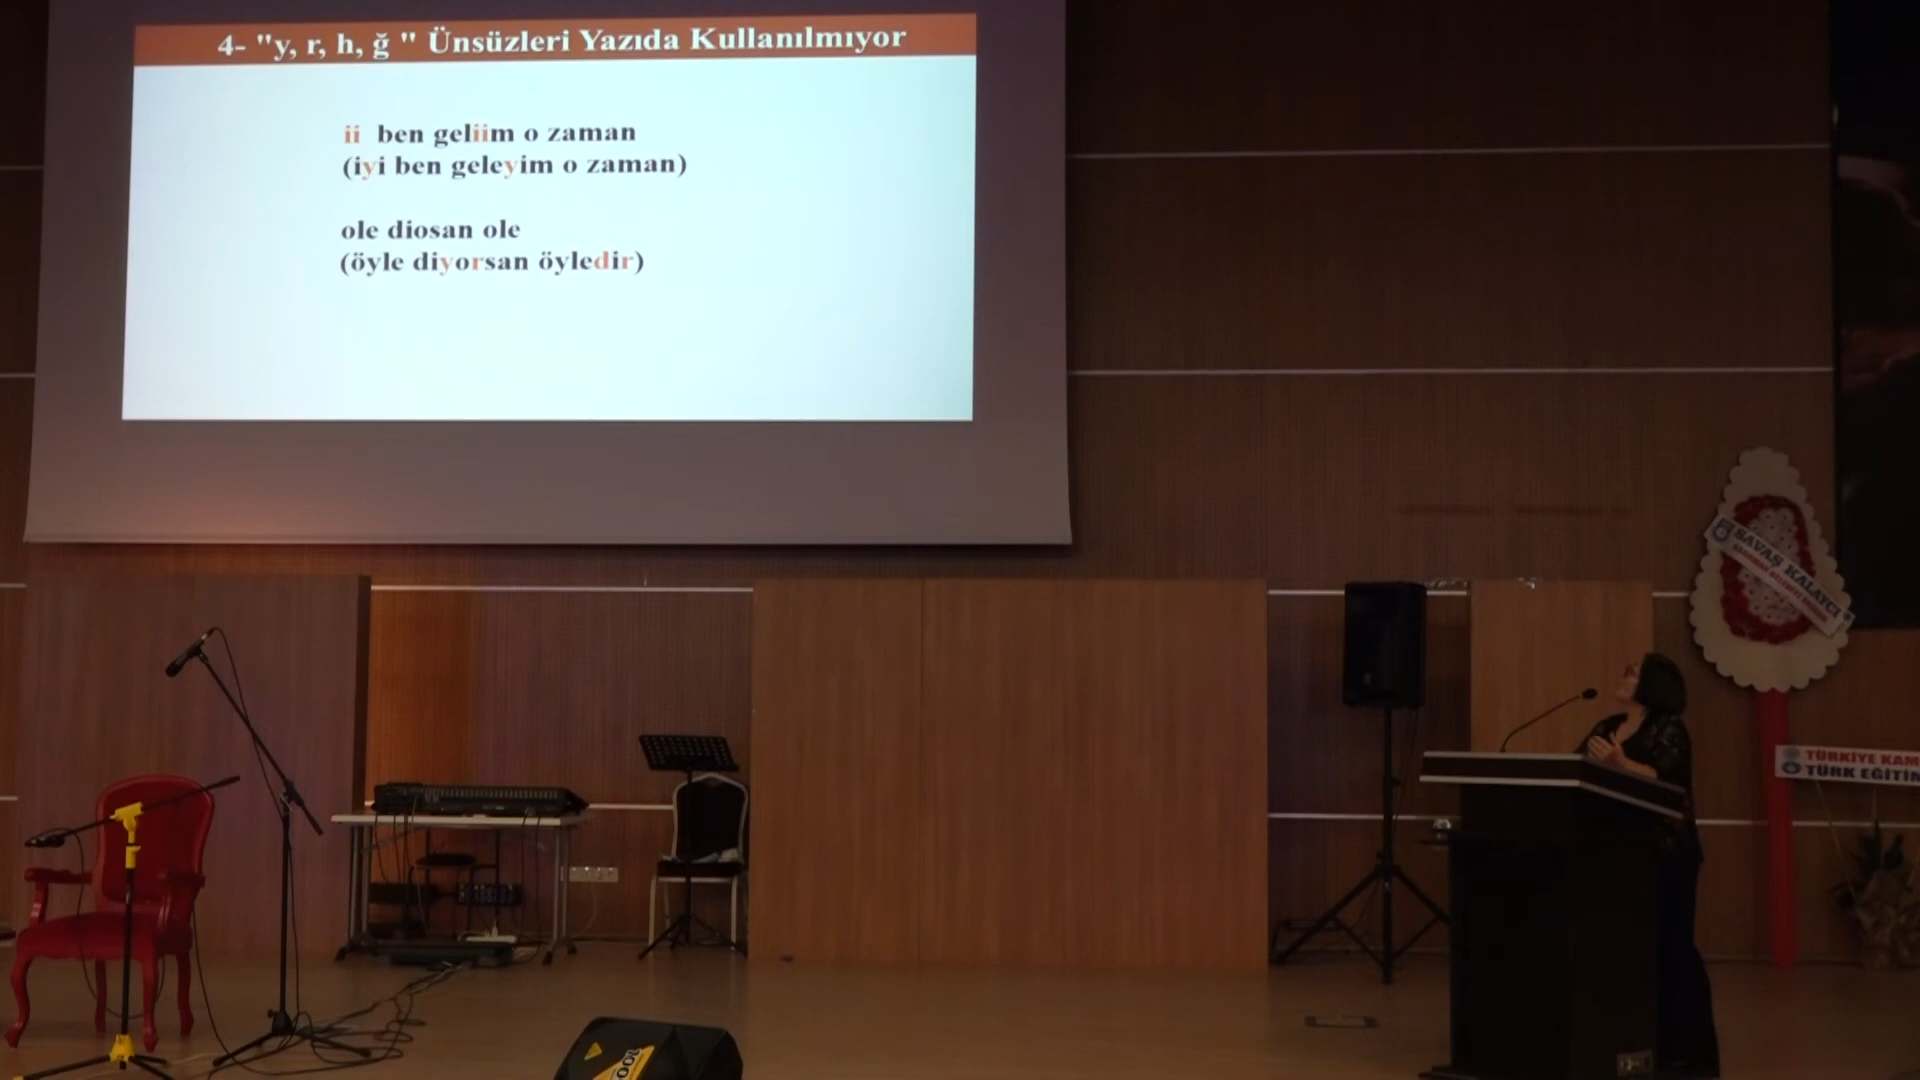 4- "y, r, h, ğ " Ünsüzleri Yazıda Kullanılmıyor
ii ben geliim o zaman
(iyi ben geleyim o zaman)
ole diosan ole
(öyle diyorsan öyledir)
SAVAŞ KALAYCI
TÜRKİYE KAM
TÜRK EĞİTİM